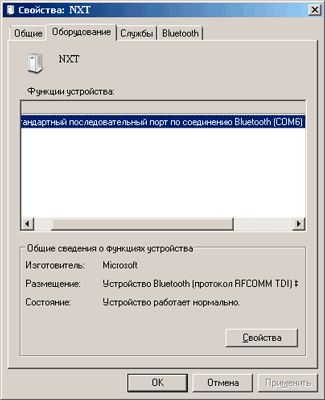 Свойства: NXT
Общие Оборудование Службы Bluetooth
NXT
Функции устройства:
тандартный последовательный порт по соединению Bluetooth (COM6)
Общие сведения о функциях устройства
Изготовитель: Microsoft
Размещение: Устройство Bluetooth (протокол RFCOMM TDI) ‡
Состояние: Устройство работает нормально.
Свойства
OK Отмена Применить